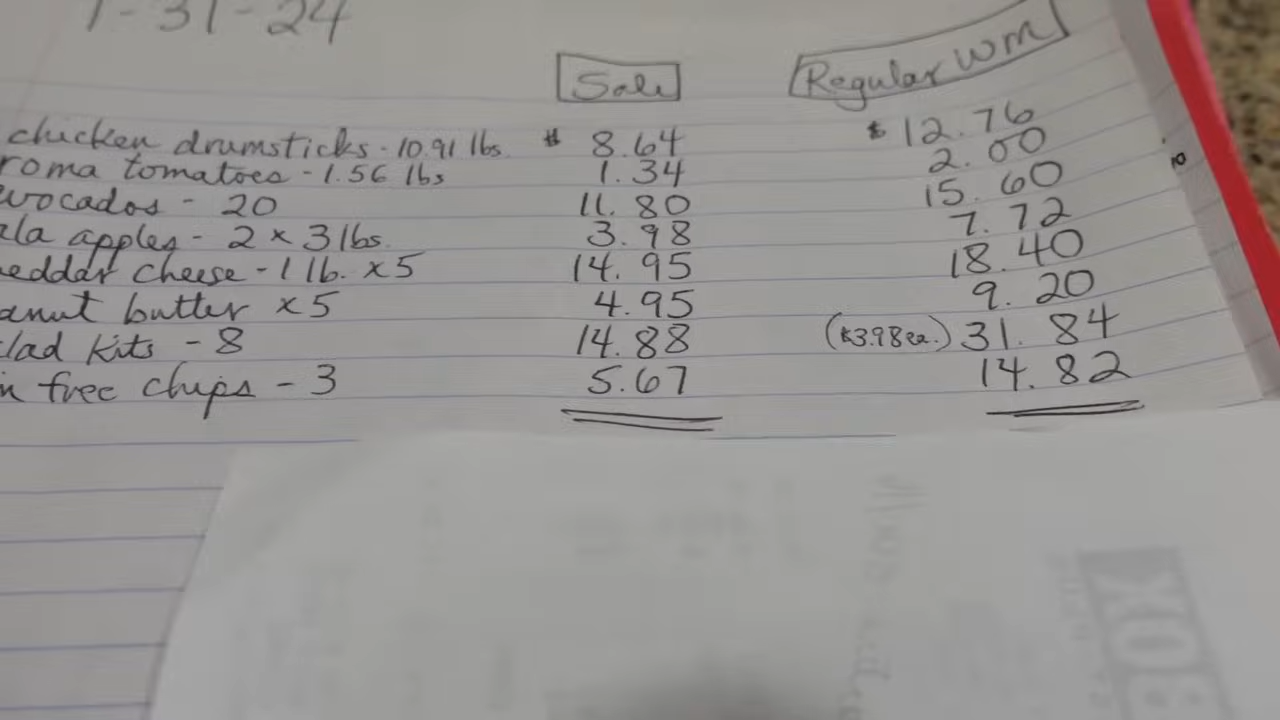 1-31-24
Sale Regular WM
chicken drumsticks - 10.91 lbs. $ 8.64 $ 12.76
roma tomatoes - 1.56 lbs 1.34 2.00
vocados - 20 11.80 15.60
ala apples - 2 x 3 lbs. 3.98 7.72
eddar cheese - 1 lb. x 5 14.95 18.40
anut butter x 5 4.95 9.20
lad kits - 8 14.88 ($3.98 ea.) 31.84
n free chips - 3 5.67 14.82